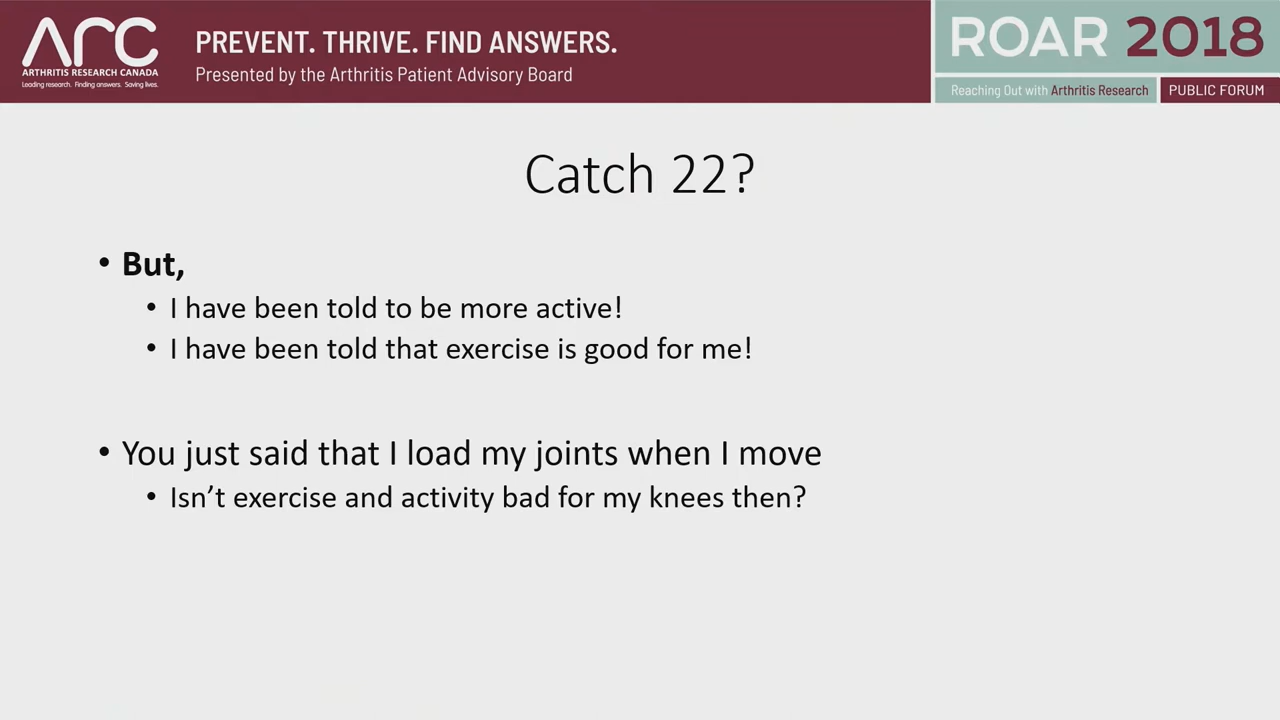 ARC
ARTHRITIS RESEARCH CANADA
Leading research. Finding answers. Saving lives.
PREVENT. THRIVE. FIND ANSWERS.
Presented by the Arthritis Patient Advisory Board
ROAR 2018
Reaching Out with Arthritis Research
PUBLIC FORUM
Catch 22?
• But,
• I have been told to be more active!
• I have been told that exercise is good for me!
• You just said that I load my joints when I move
• Isn’t exercise and activity bad for my knees then?